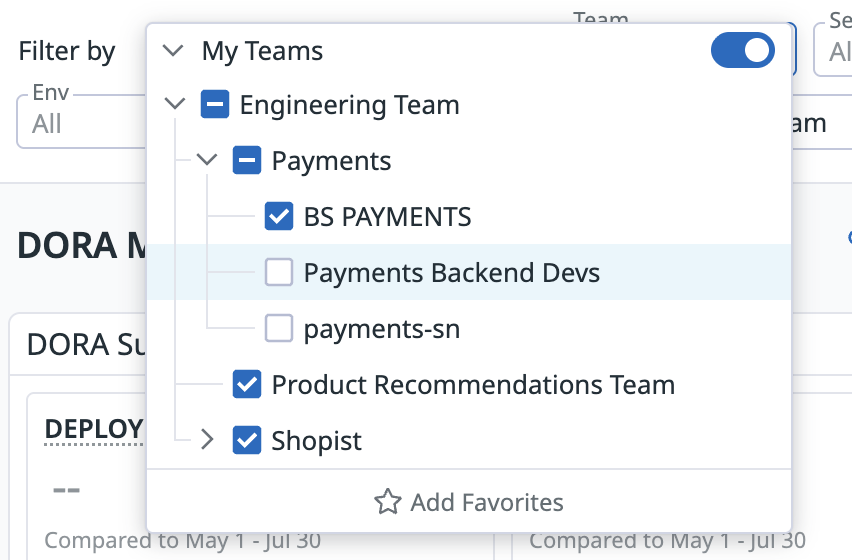 Team
Se
Filter by
My Teams
Al
Env
All
Engineering Team
am
Payments
BS PAYMENTS
DORA M
Payments Backend Devs
payments-sn
DORA Su
Product Recommendations Team
DEPLOY
Shopist
--
Add Favorites
Compared to May 1 - Jul 30
Compared to May 1 - Jul 30